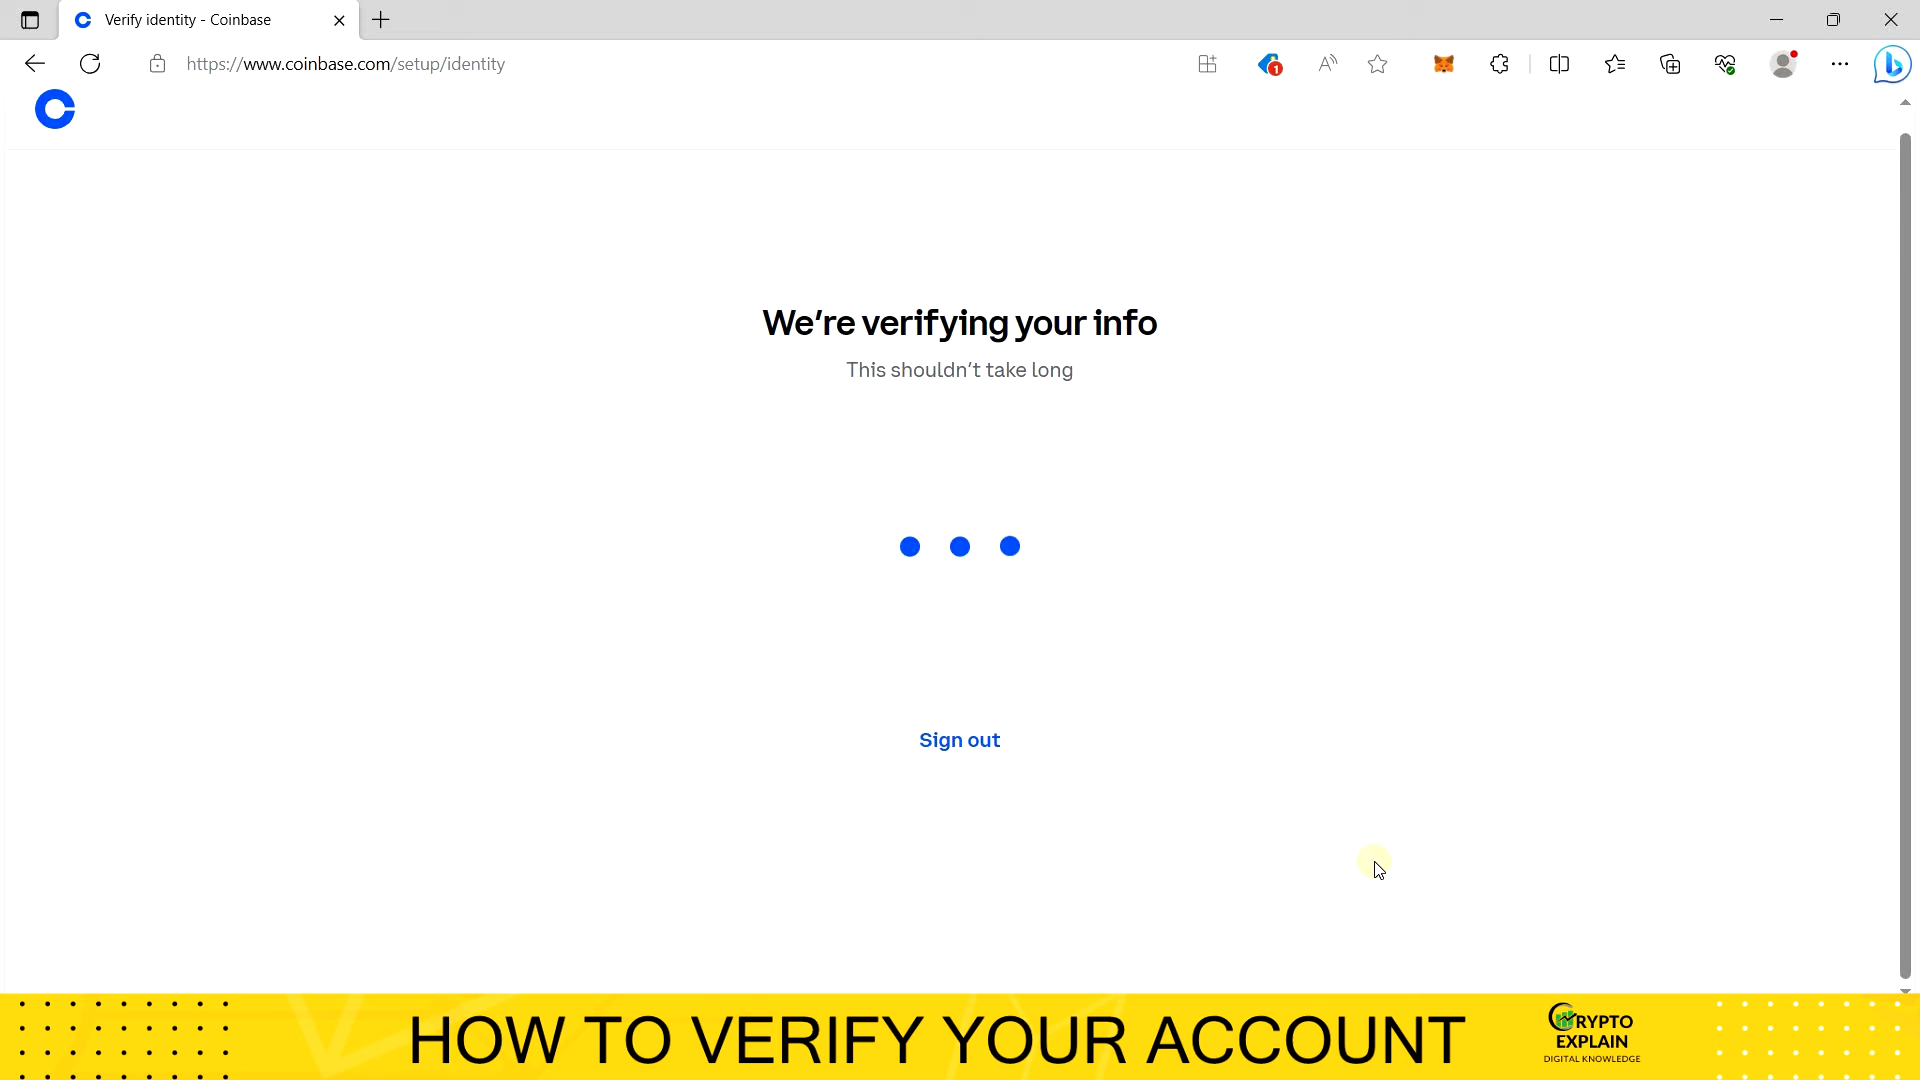 Verify identity - Coinbase
https://www.coinbase.com/setup/identity
1
A
b
We're verifying your info
This shouldn't take long
Sign out
HOW TO VERIFY YOUR ACCOUNT
CRYPTO
EXPLAIN
DIGITAL KNOWLEDGE